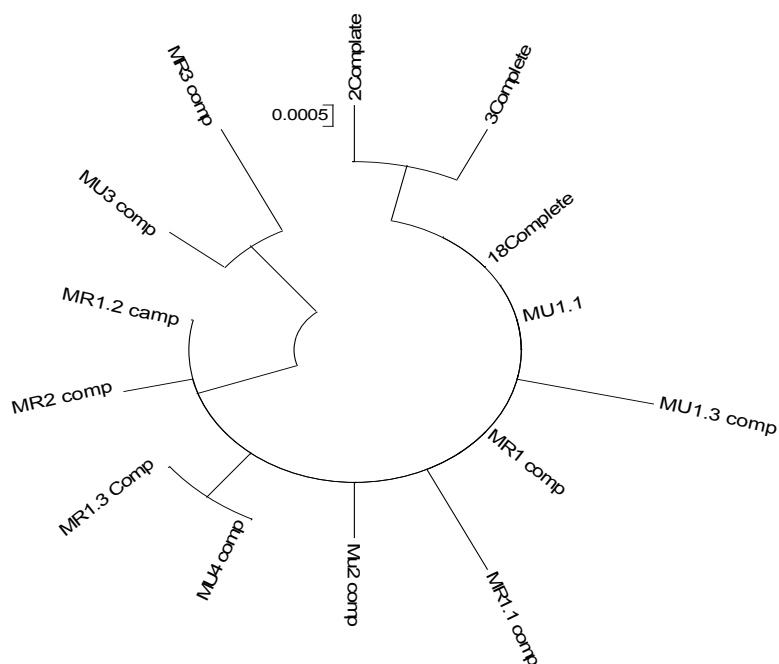 MR3 comp
2Complate
3Complete
0.0005
MU3 comp
18Complete
MR1.2 camp
MU1.1
MR2 comp
MU1.3 comp
MR1 comp
MR1.3 Comp
MU4 comp
Mu2 comp
MR1.1 comp